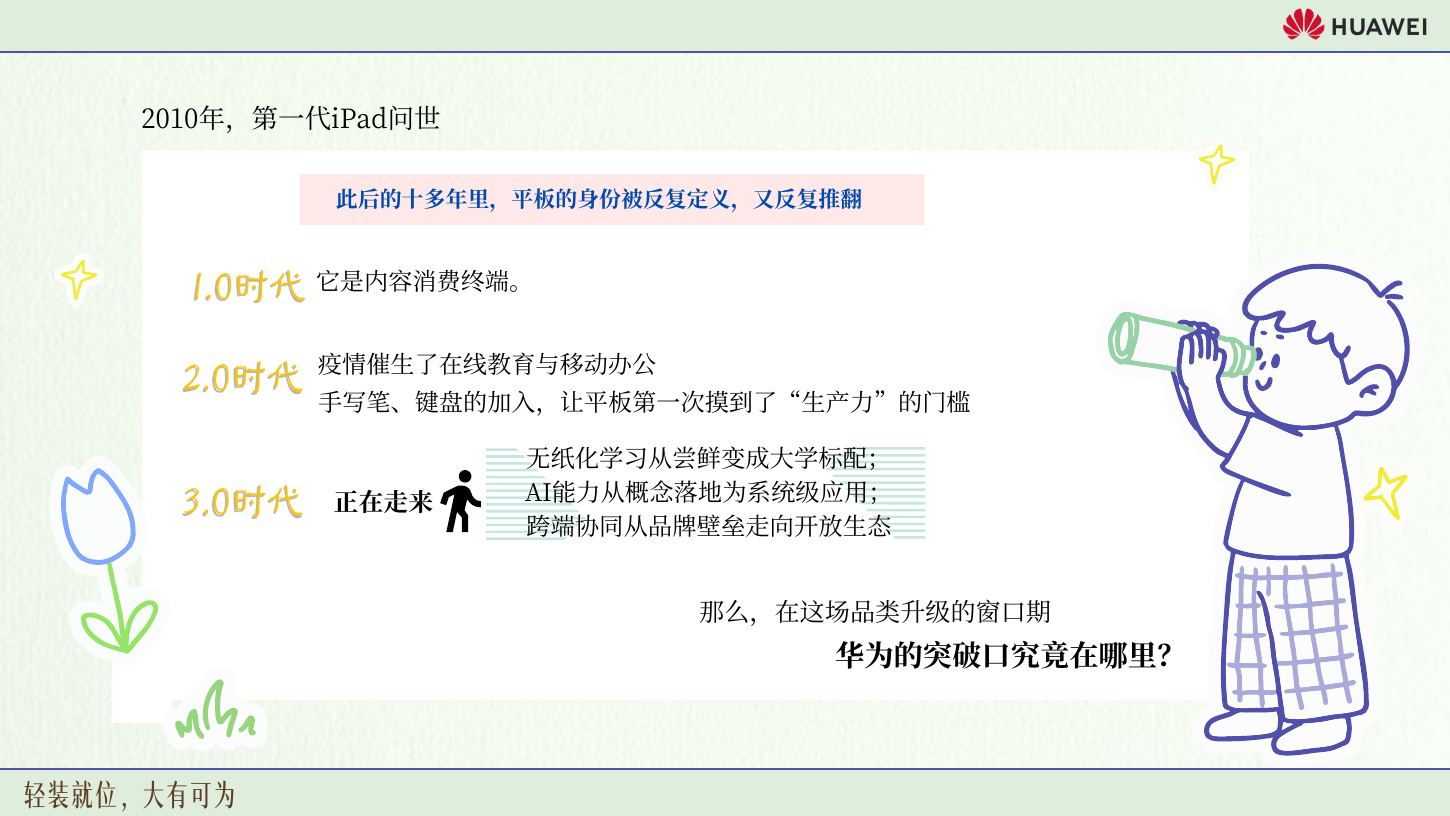 HUAWEI
2010年，第一代iPad问世
此后的十多年里，平板的身份被反复定义，又反复推翻
1.0时代
它是内容消费终端。
2.0时代
疫情催生了在线教育与移动办公
手写笔、键盘的加入，让平板第一次摸到了“生产力”的门槛
3.0时代
正在走来
无纸化学习从尝鲜变成大学标配；
AI能力从概念落地为系统级应用；
跨端协同从品牌壁垒走向开放生态
那么，在这场品类升级的窗口期
华为的突破口究竟在哪里？
轻装就位，大有可为